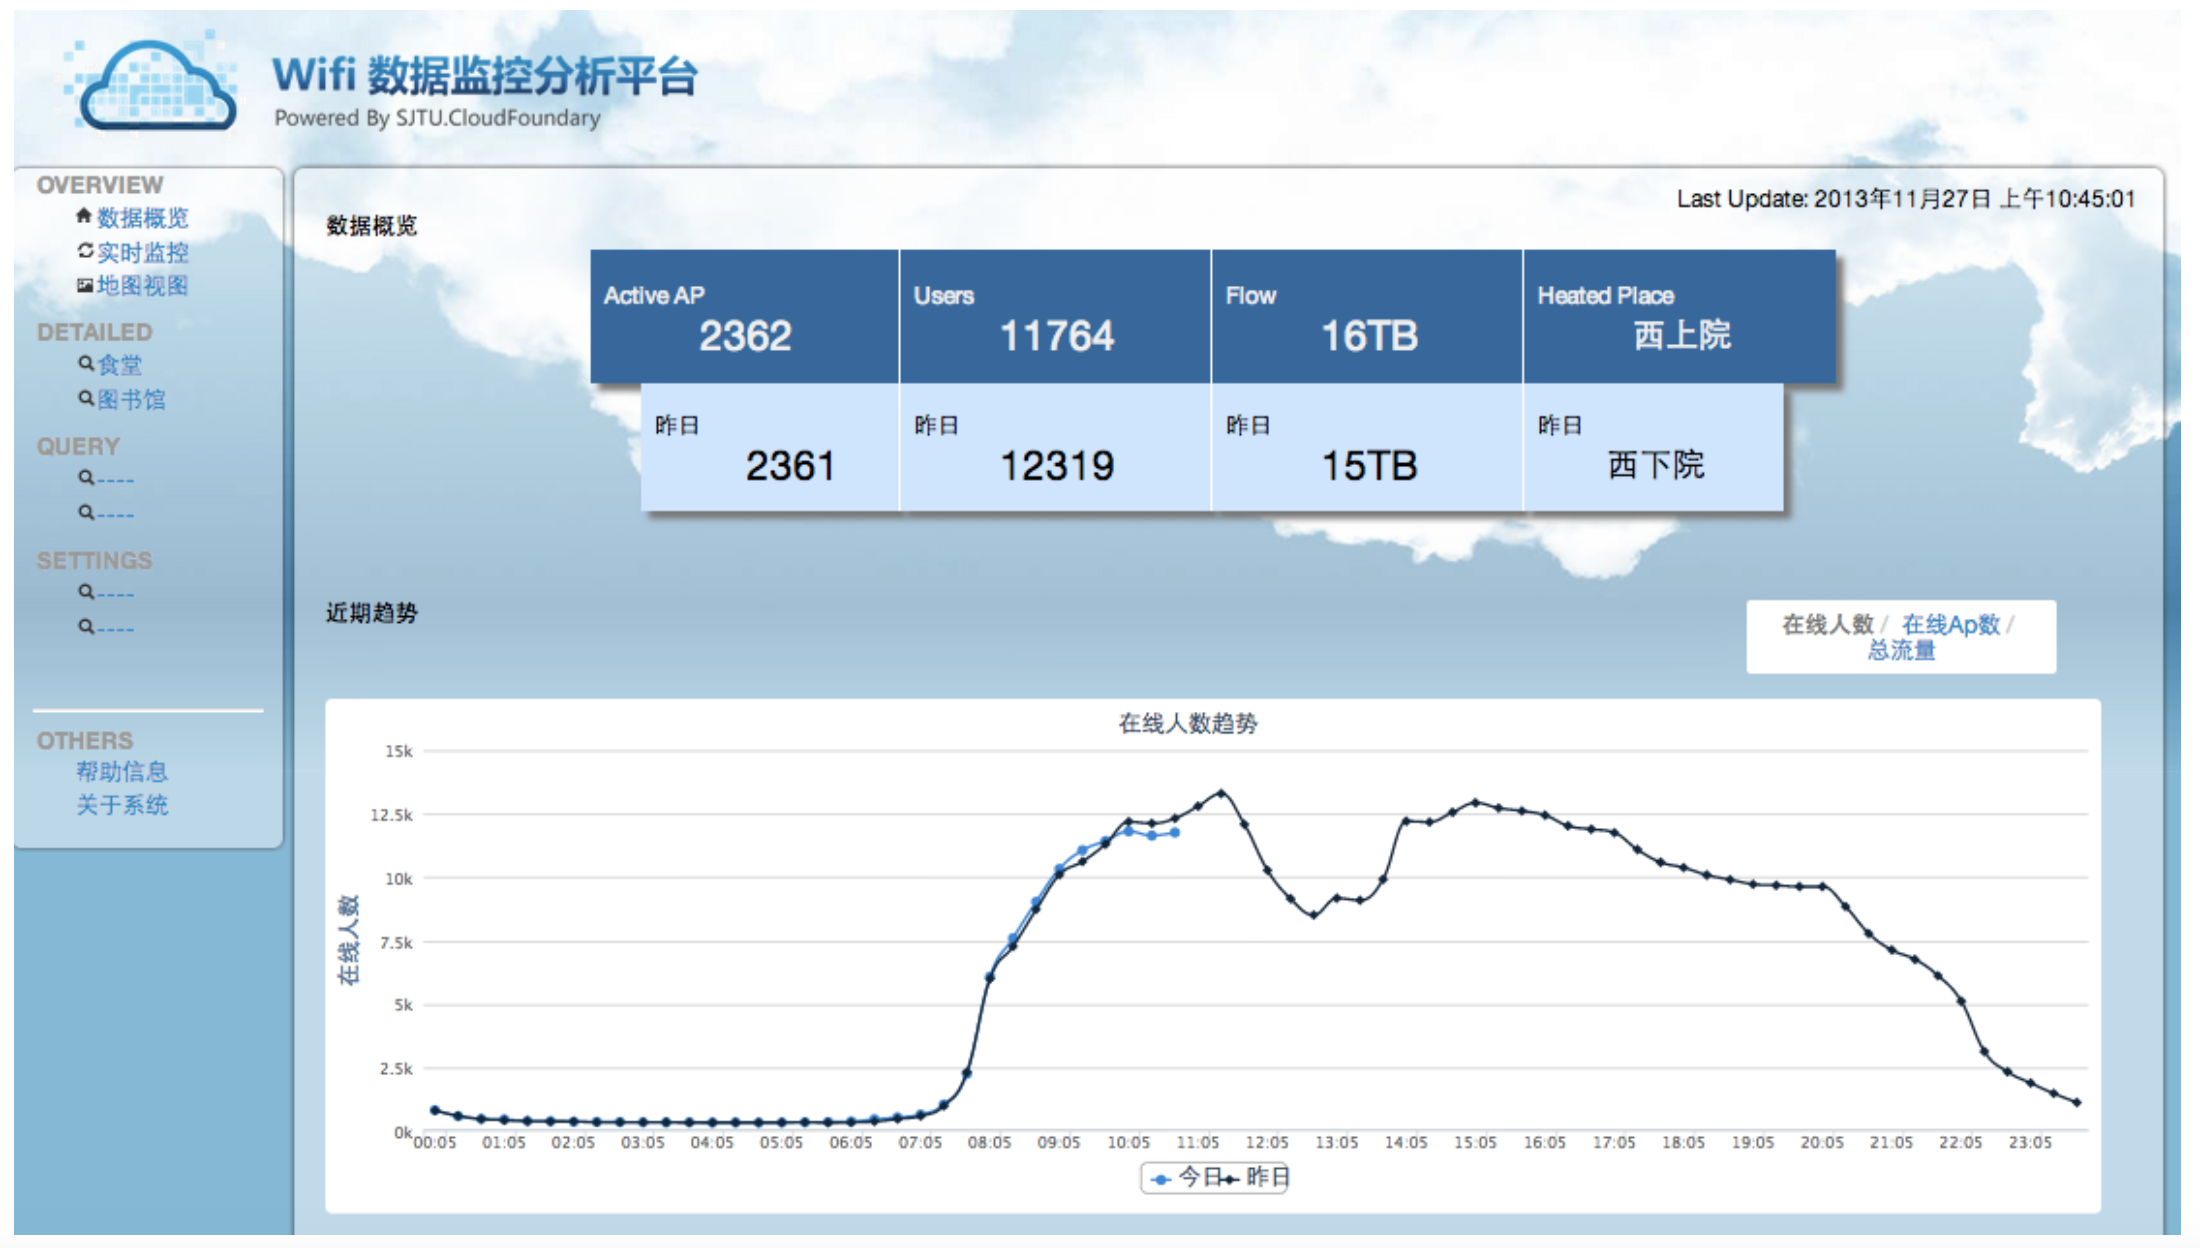 Wifi 数据监控分析平台
Powered By SJTU.CloudFoundary
OVERVIEW
数据概览
实时监控
地图视图
DETAILED
食堂
图书馆
QUERY
----
----
SETTINGS
----
----
OTHERS
帮助信息
关于系统
Last Update: 2013年11月27日 上午10:45:01
数据概览
Active AP
2362
Users
11764
Flow
16TB
Heated Place
西上院
昨日
2361
昨日
12319
昨日
15TB
昨日
西下院
近期趋势
在线人数 / 在线Ap数 /
总流量
在线人数趋势
在线人数
15k
12.5k
10k
7.5k
5k
2.5k
0k
00:05 01:05 02:05 03:05 04:05 05:05 06:05 07:05 08:05 09:05 10:05 11:05 12:05 13:05 14:05 15:05 16:05 17:05 18:05 19:05 20:05 21:05 22:05 23:05
今日 昨日